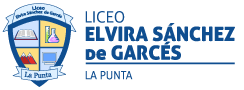 Liceo
Elvira Sánchez de Garcés
La Punta
LICEO
ELVIRA SÁNCHEZ
de GARCÉS
LA PUNTA